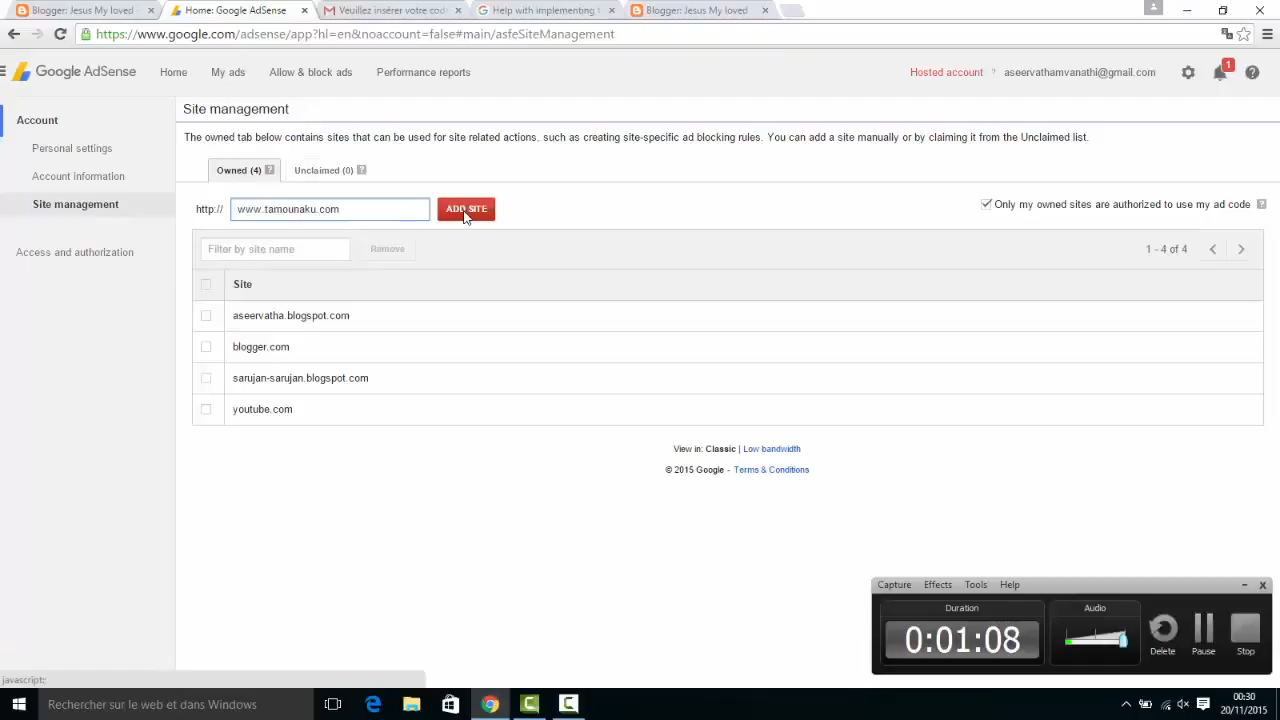 Blogger: Jesus My loved
Home: Google AdSense
Veuillez insérer votre cod
Help with implementing t
Blogger: Jesus My loved
https://www.google.com/adsense/app?hl=en&noaccount=false#main/asfeSiteManagement
Google AdSense
Home
My ads
Allow & block ads
Performance reports
Hosted account
?
aseervathamvanathi@gmail.com
1
Account
Personal settings
Account information
Site management
Access and authorization
Site management
The owned tab below contains sites that can be used for site related actions, such as creating site-specific ad blocking rules. You can add a site manually or by claiming it from the Unclaimed list.
Owned (4) ?
Unclaimed (0) ?
http:// www.tamounaku.com ADD SITE
Only my owned sites are authorized to use my ad code ?
Filter by site name
Remove
1 - 4 of 4
Site
aseervatha.blogspot.com
blogger.com
sarujan-sarujan.blogspot.com
youtube.com
View in: Classic | Low bandwidth
© 2015 Google - Terms & Conditions
Capture Effects Tools Help
Duration
0:01:08
Audio
Delete
Pause
Stop
javascript:;
Rechercher sur le web et dans Windows
00:30
20/11/2015